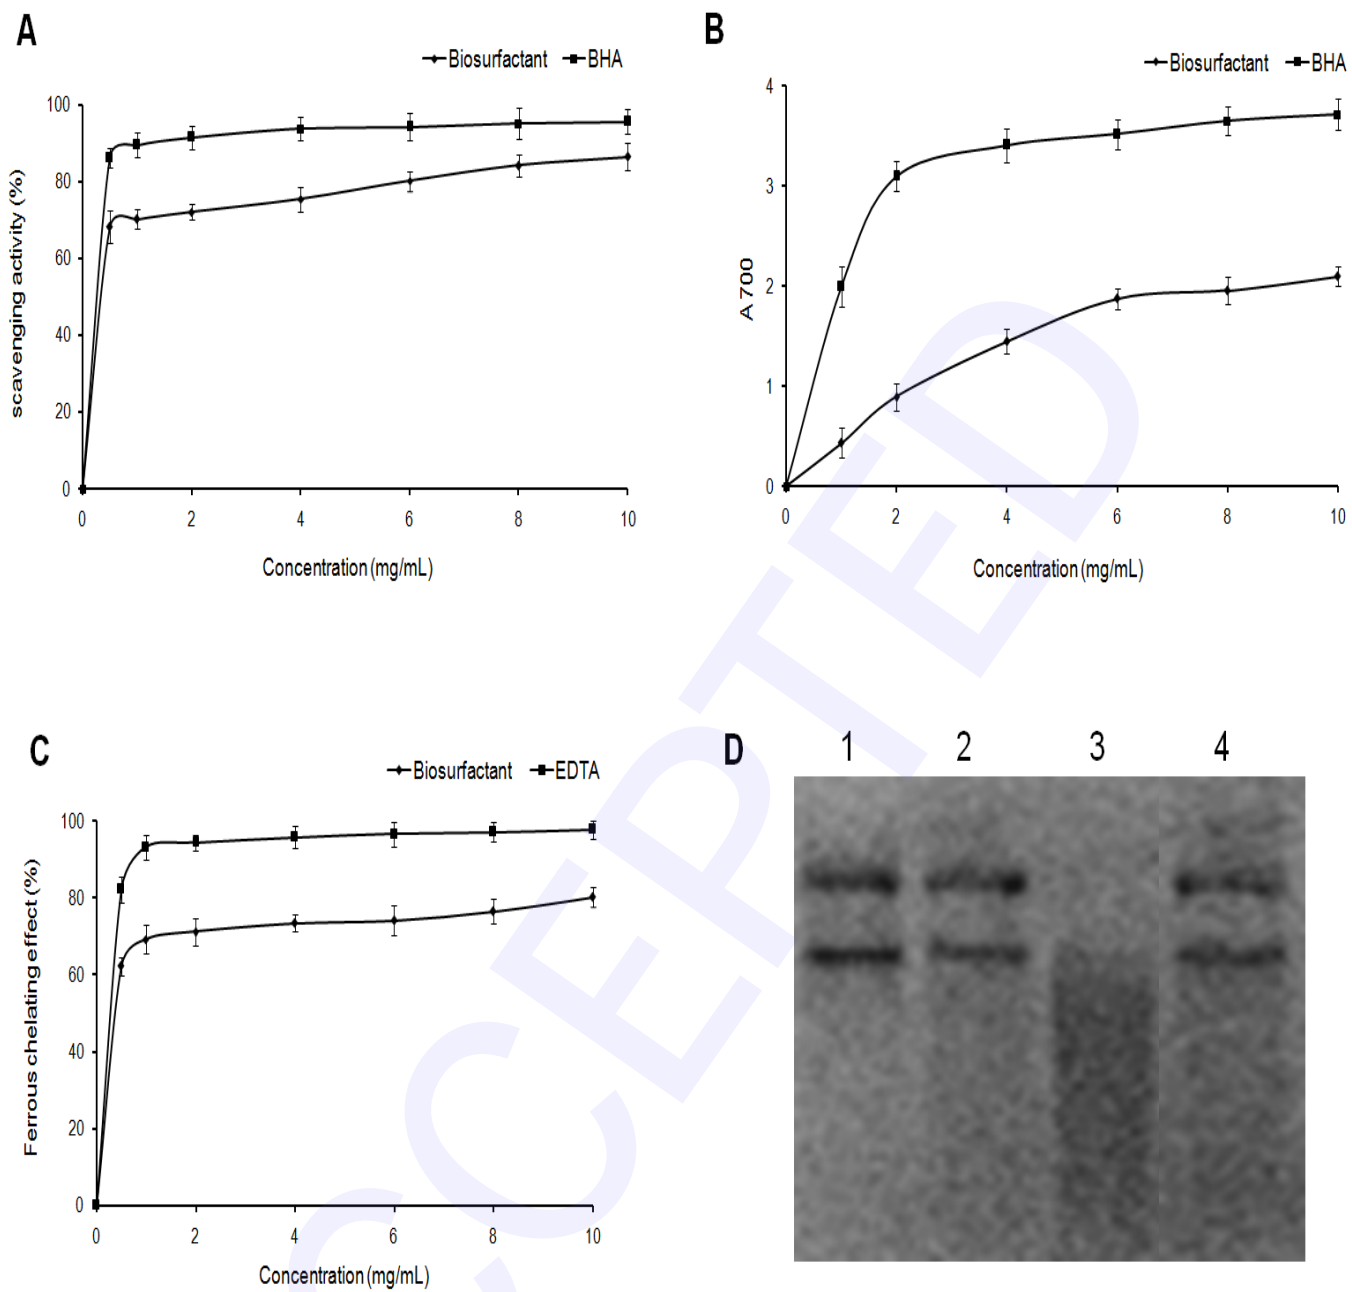 A
Biosurfactant BHA
100
80
60
40
20
0
scavenging activity (%)
0 2 4 6 8 10
Concentration (mg/mL)
B
Biosurfactant BHA
4
3
2
1
0
A700
0 2 4 6 8 10
Concentration (mg/mL)
C
Biosurfactant EDTA
100
80
60
40
20
0
Ferrous chelating effect (%)
0 2 4 6 8 10
Concentration (mg/mL)
D
1 2 3 4
CCEPTED